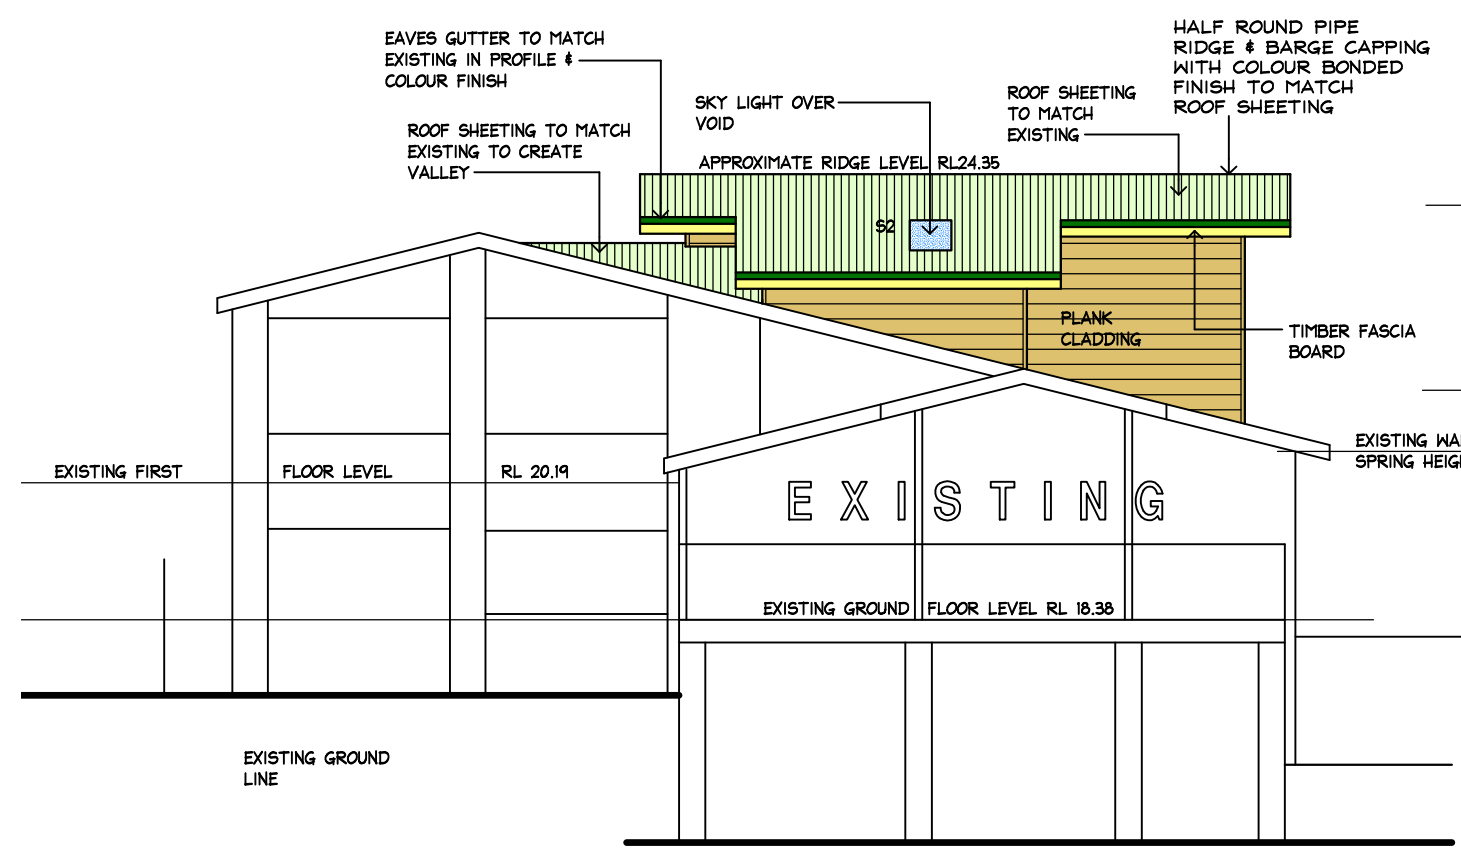 HALF ROUND PIPE
RIDGE & BARGE CAPPING
WITH COLOUR BONDED
FINISH TO MATCH
ROOF SHEETING
EAVES GUTTER TO MATCH
EXISTING IN PROFILE &
COLOUR FINISH
SKY LIGHT OVER
VOID
ROOF SHEETING
TO MATCH
EXISTING
ROOF SHEETING TO MATCH
EXISTING TO CREATE
VALLEY
APPROXIMATE RIDGE LEVEL RL24.35
S2
PLANK
CLADDING
TIMBER FASCIA
BOARD
EXISTING
SPRING
EXISTING FIRST FLOOR LEVEL RL 20.19
EXISTING
EXISTING GROUND FLOOR LEVEL RL 18.38
EXISTING GROUND
LINE